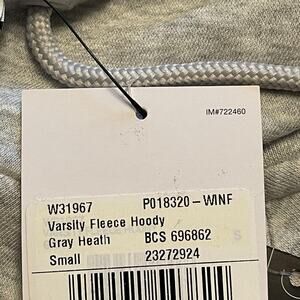 IM#722460
W31967 P018320-WINF
Varsity Fleece Hoody
Gray Heath BCS 696862
Small 23272924